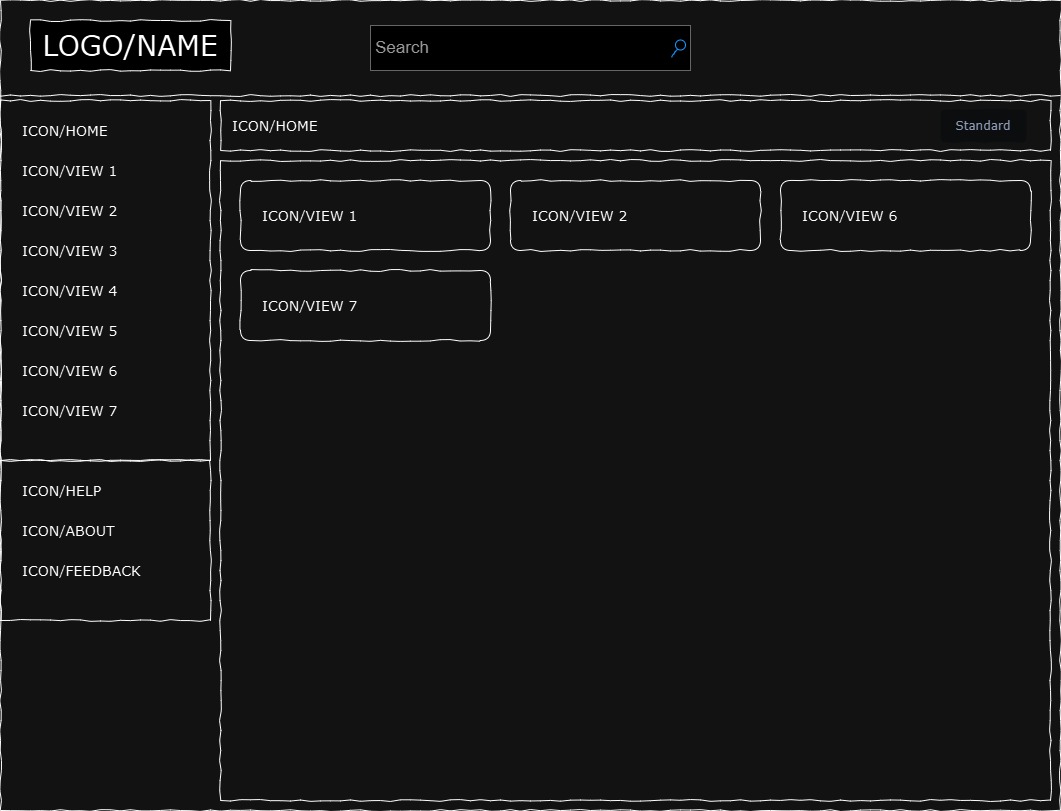 LOGO/NAME
Search
ICON/HOME
ICON/VIEW 1
ICON/VIEW 2
ICON/VIEW 3
ICON/VIEW 4
ICON/VIEW 5
ICON/VIEW 6
ICON/VIEW 7
ICON/HELP
ICON/ABOUT
ICON/FEEDBACK
ICON/HOME
Standard
ICON/VIEW 1
ICON/VIEW 2
ICON/VIEW 6
ICON/VIEW 7